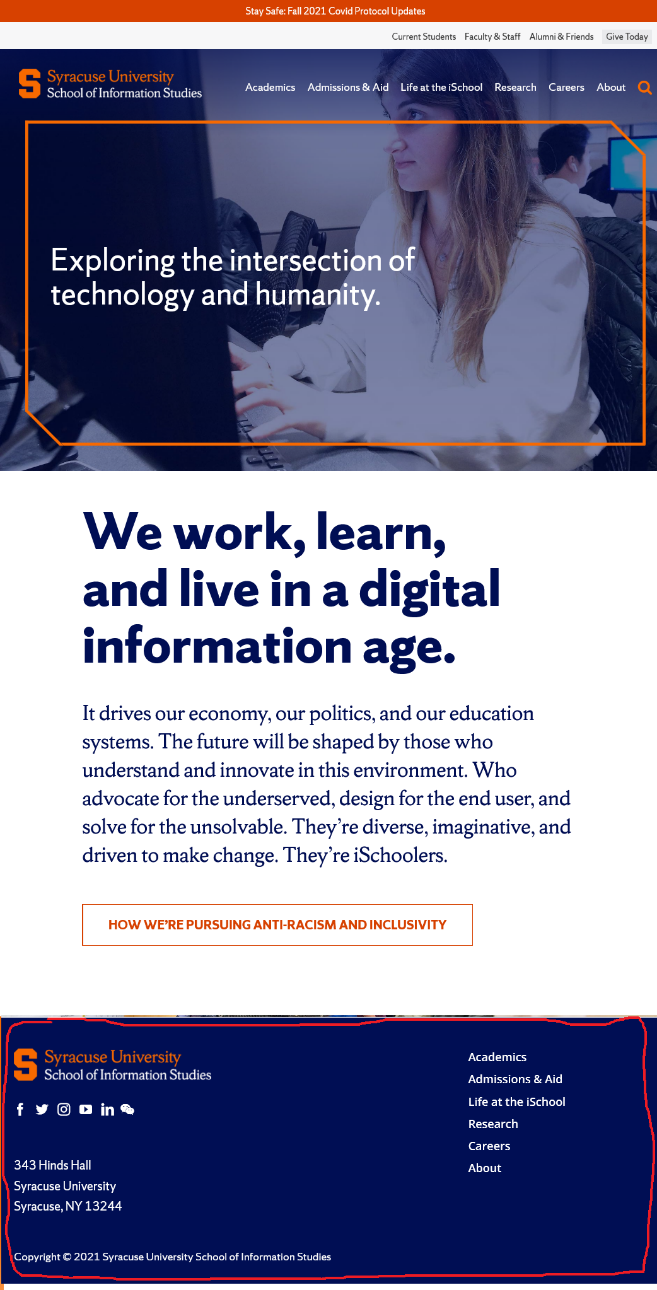 Stay Safe: Fall 2021 Covid Protocol Updates
Current Students Faculty & Staff Alumni & Friends Give Today
S Syracuse University
School of Information Studies
Academics Admissions & Aid Life at the iSchool Research Careers About
Exploring the intersection of
technology and humanity.
We work, learn,
and live in a digital
information age.
It drives our economy, our politics, and our education
systems. The future will be shaped by those who
understand and innovate in this environment. Who
advocate for the underserved, design for the end user, and
solve for the unsolvable. They’re diverse, imaginative, and
driven to make change. They’re iSchoolers.
HOW WE’RE PURSUING ANTI-RACISM AND INCLUSIVITY
S Syracuse University
School of Information Studies
343 Hinds Hall
Syracuse University
Syracuse, NY 13244
Academics
Admissions & Aid
Life at the iSchool
Research
Careers
About
Copyright © 2021 Syracuse University School of Information Studies